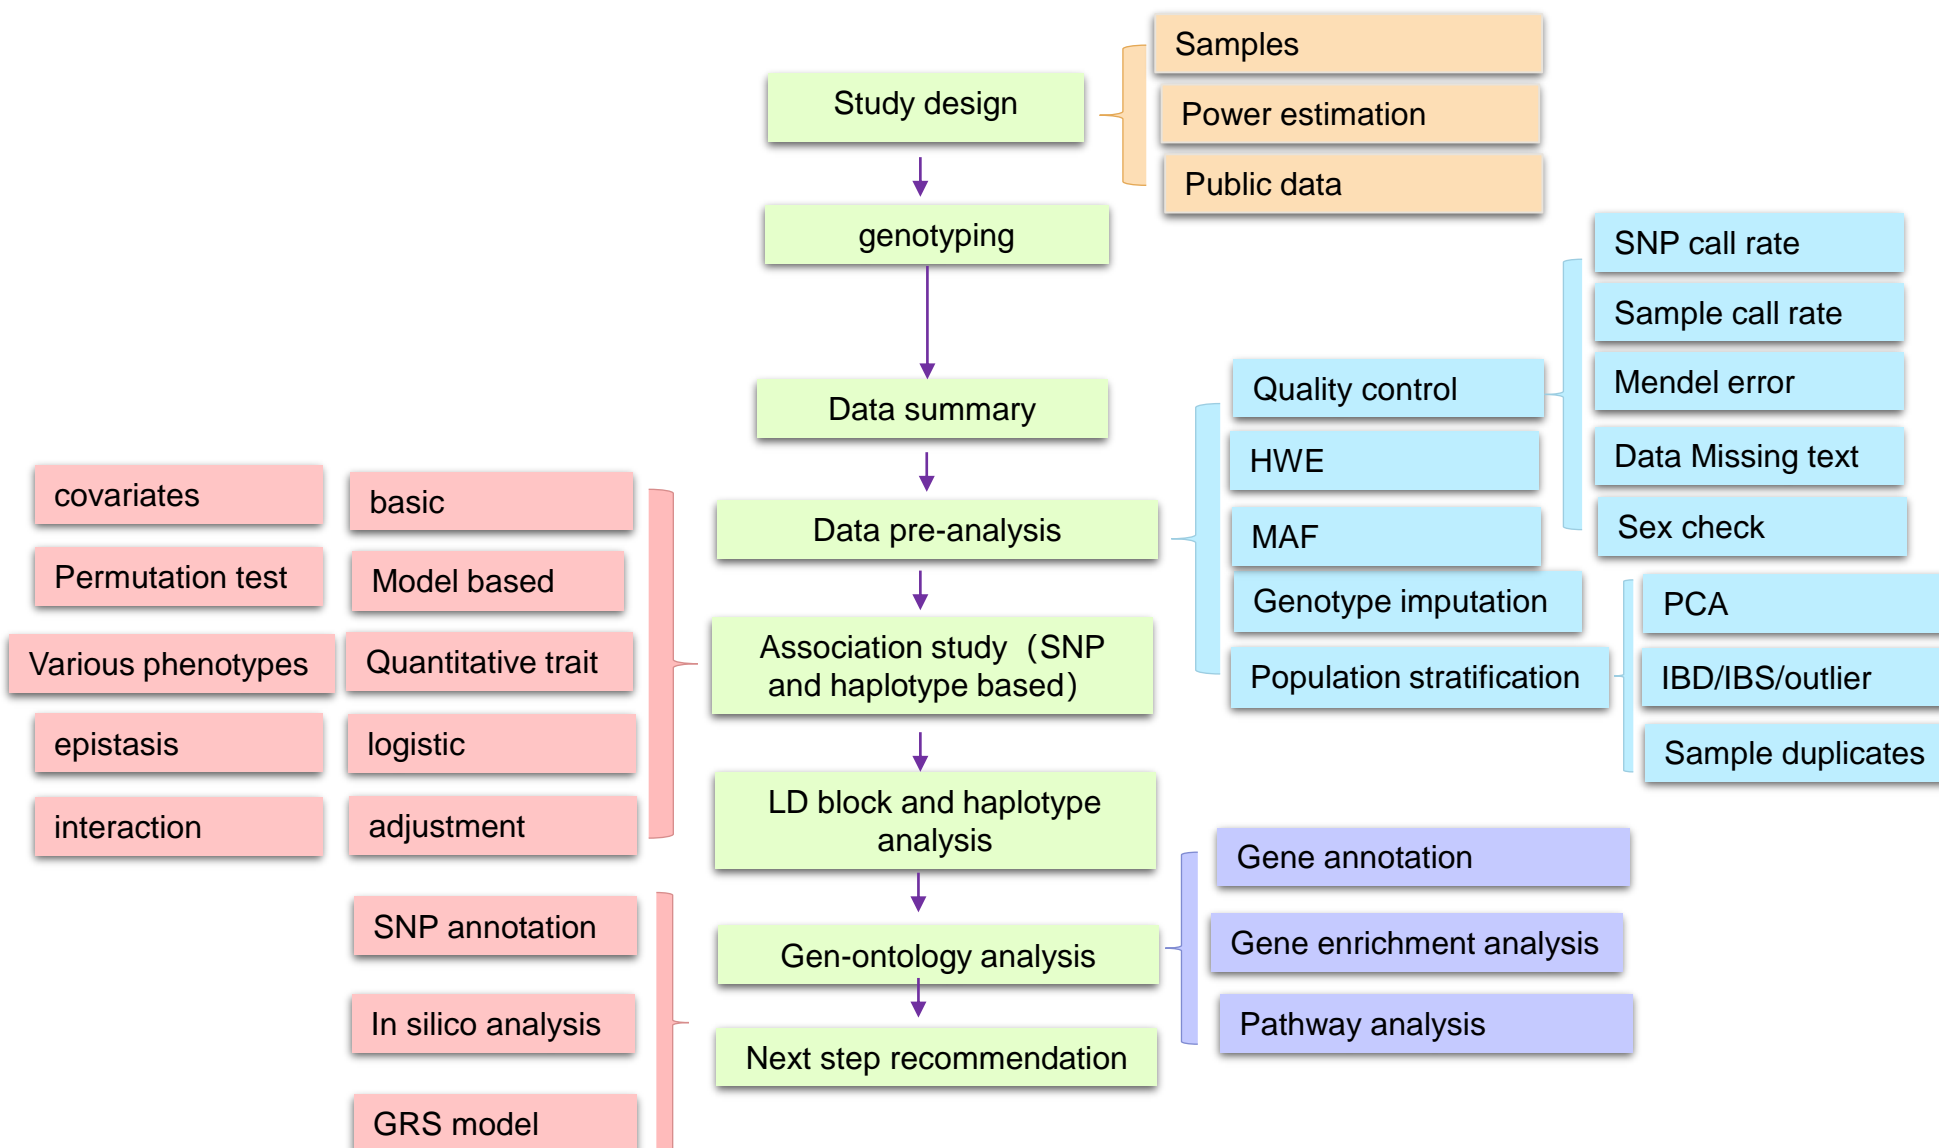 Samples
Study design
Power estimation
Public data
genotyping
SNP call rate
Sample call rate
Quality control
Mendel error
Data summary
HWE
Data Missing text
covariates
basic
Data pre-analysis
MAF
Sex check
Permutation test
Model based
Genotype imputation
PCA
Association study（SNP
and haplotype based）
Various phenotypes
Quantitative trait
Population stratification
IBD/IBS/outlier
epistasis
logistic
Sample duplicates
LD block and haplotype
analysis
interaction
adjustment
Gene annotation
SNP annotation
Gen-ontology analysis
Gene enrichment analysis
In silico analysis
Pathway analysis
Next step recommendation
GRS model